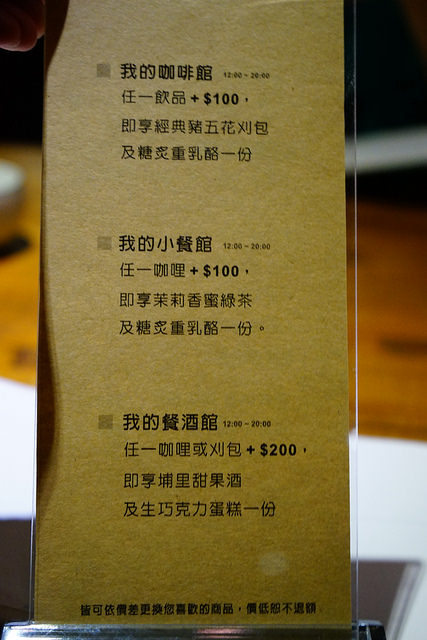 我的咖啡館 12:00~20:00
任一飲品+$100，
即享經典豬五花刈包
及糖炙重乳酪一份
我的小餐館 12:00~20:00
任一咖哩+$100，
即享茉莉香蜜綠茶
及糖炙重乳酪一份。
我的餐酒館 12:00~20:00
任一咖哩或刈包+$200，
即享埔里甜果酒
及生巧克力蛋糕一份
皆可依價差更換您喜歡的商品，價低恕不退額